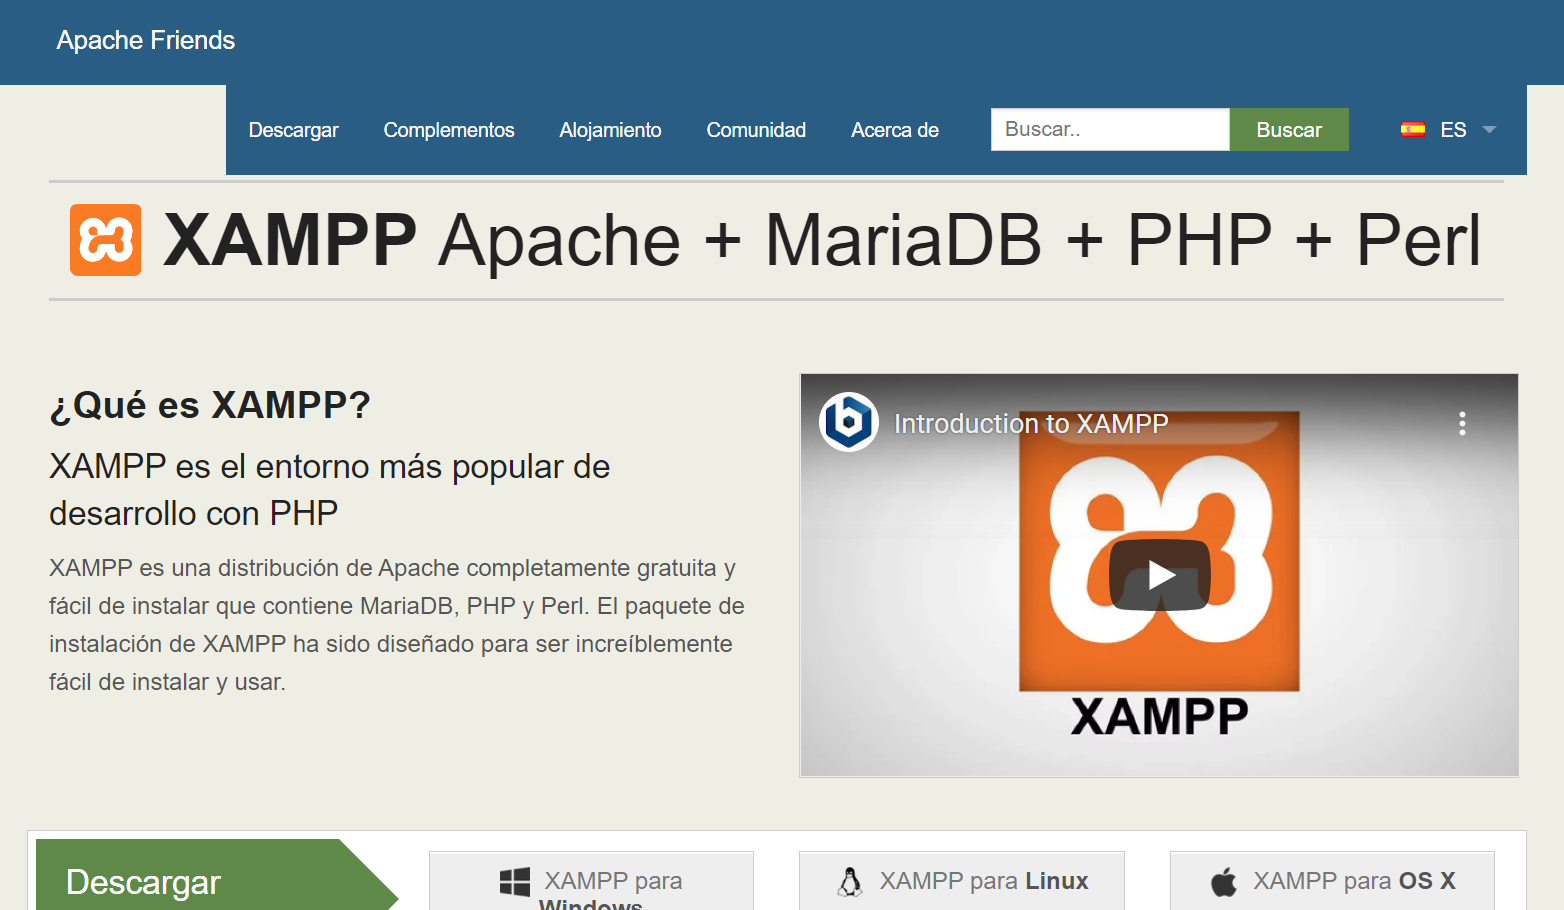 Apache Friends
Descargar Complementos Alojamiento Comunidad Acerca de Buscar.. Buscar ES
XAMPP Apache + MariaDB + PHP + Perl
¿Qué es XAMPP?
XAMPP es el entorno más popular de
desarrollo con PHP
XAMPP es una distribución de Apache completamente gratuita y
fácil de instalar que contiene MariaDB, PHP y Perl. El paquete de
instalación de XAMPP ha sido diseñado para ser increíblemente
fácil de instalar y usar.
Introduction to XAMPP
XAMPP
Descargar
XAMPP para
Windows
XAMPP para Linux
XAMPP para OS X